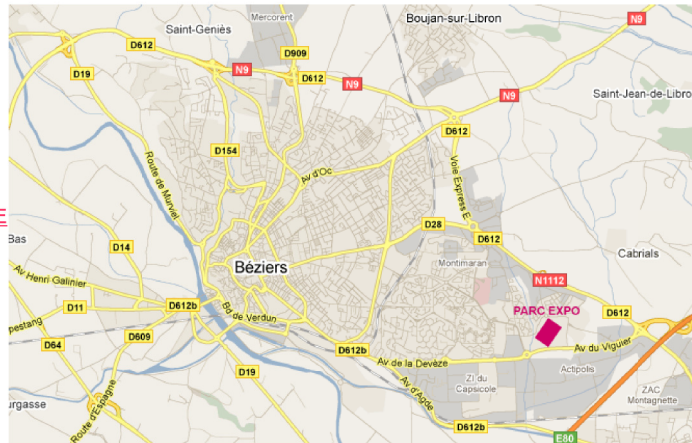 Mercorent
Saint-Geniès
Boujan-sur-Libron
N9
D612
D909
D19
N9
D612
N9
N9
Saint-Jean-de-Libro
D612
D154
Route de Murviel
Av d'Oc
Voie Express E
E
Bas
D28
D612
D14
Cabrials
Montimaran
Béziers
Av Henri Galinier
N1112
D11
D612b
Bd de Verdun
PARC EXPO
D612
pestang
D609
D64
D612b
Av du Viguier
Av de la Devèze
D19
Actipolis
ZI du
Capsicole
ZAC
Montagnette
urgasse
Route d'Espagne
Av d'Agde
D612b
E80